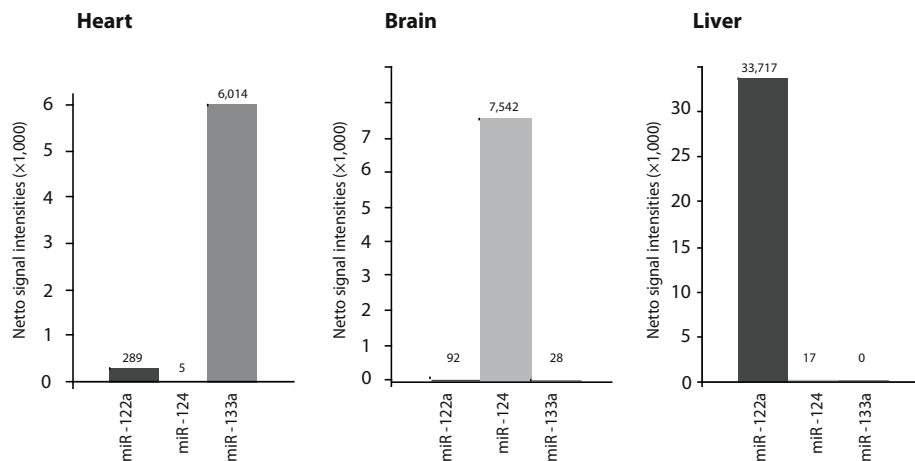 Heart
Netto signal intensities (×1,000)
6
5
4
3
2
1
0
289
5
6,014
miR - 122a
miR - 124
miR - 133a
Brain
Netto signal intensities (×1,000)
7
6
5
4
3
2
1
0
92
7,542
28
miR - 122a
miR - 124
miR - 133a
Liver
Netto signal intensities (×1,000)
30
35
25
15
10
5
0
33,717
17
0
miR - 122a
miR - 124
miR - 133a